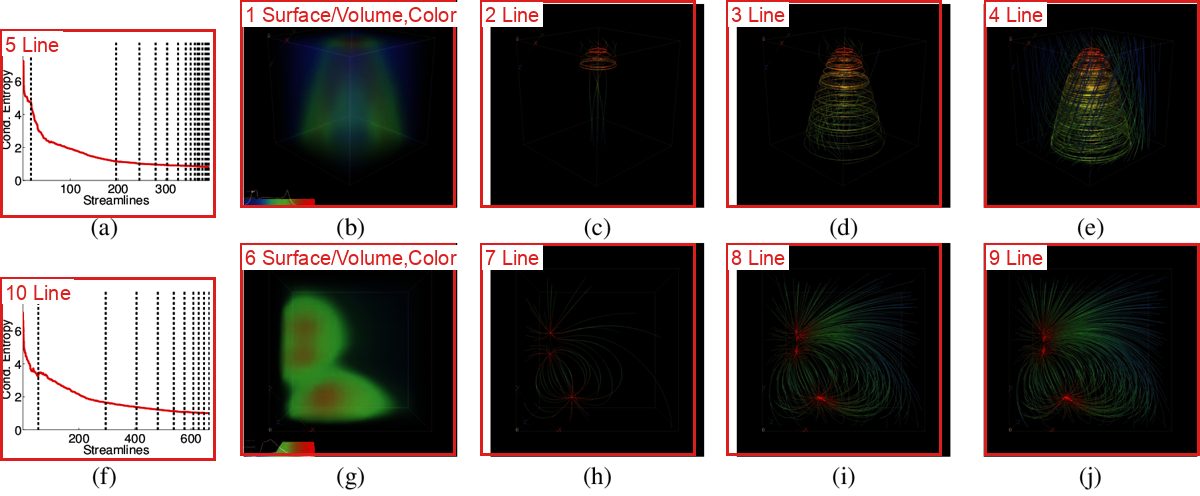 1 Surface/Volume,Color
2 Line
3 Line
4 Line
5 Line
Cond. Entropy
6
4
2
0
100
200
300
Streamlines
(a)
(b)
(c)
(d)
(e)
6 Surface/Volume,Color
7 Line
8 Line
9 Line
10 Line
Cond. Entropy
6
4
2
0
200
400
600
Streamlines
(f)
(g)
(h)
(i)
(j)